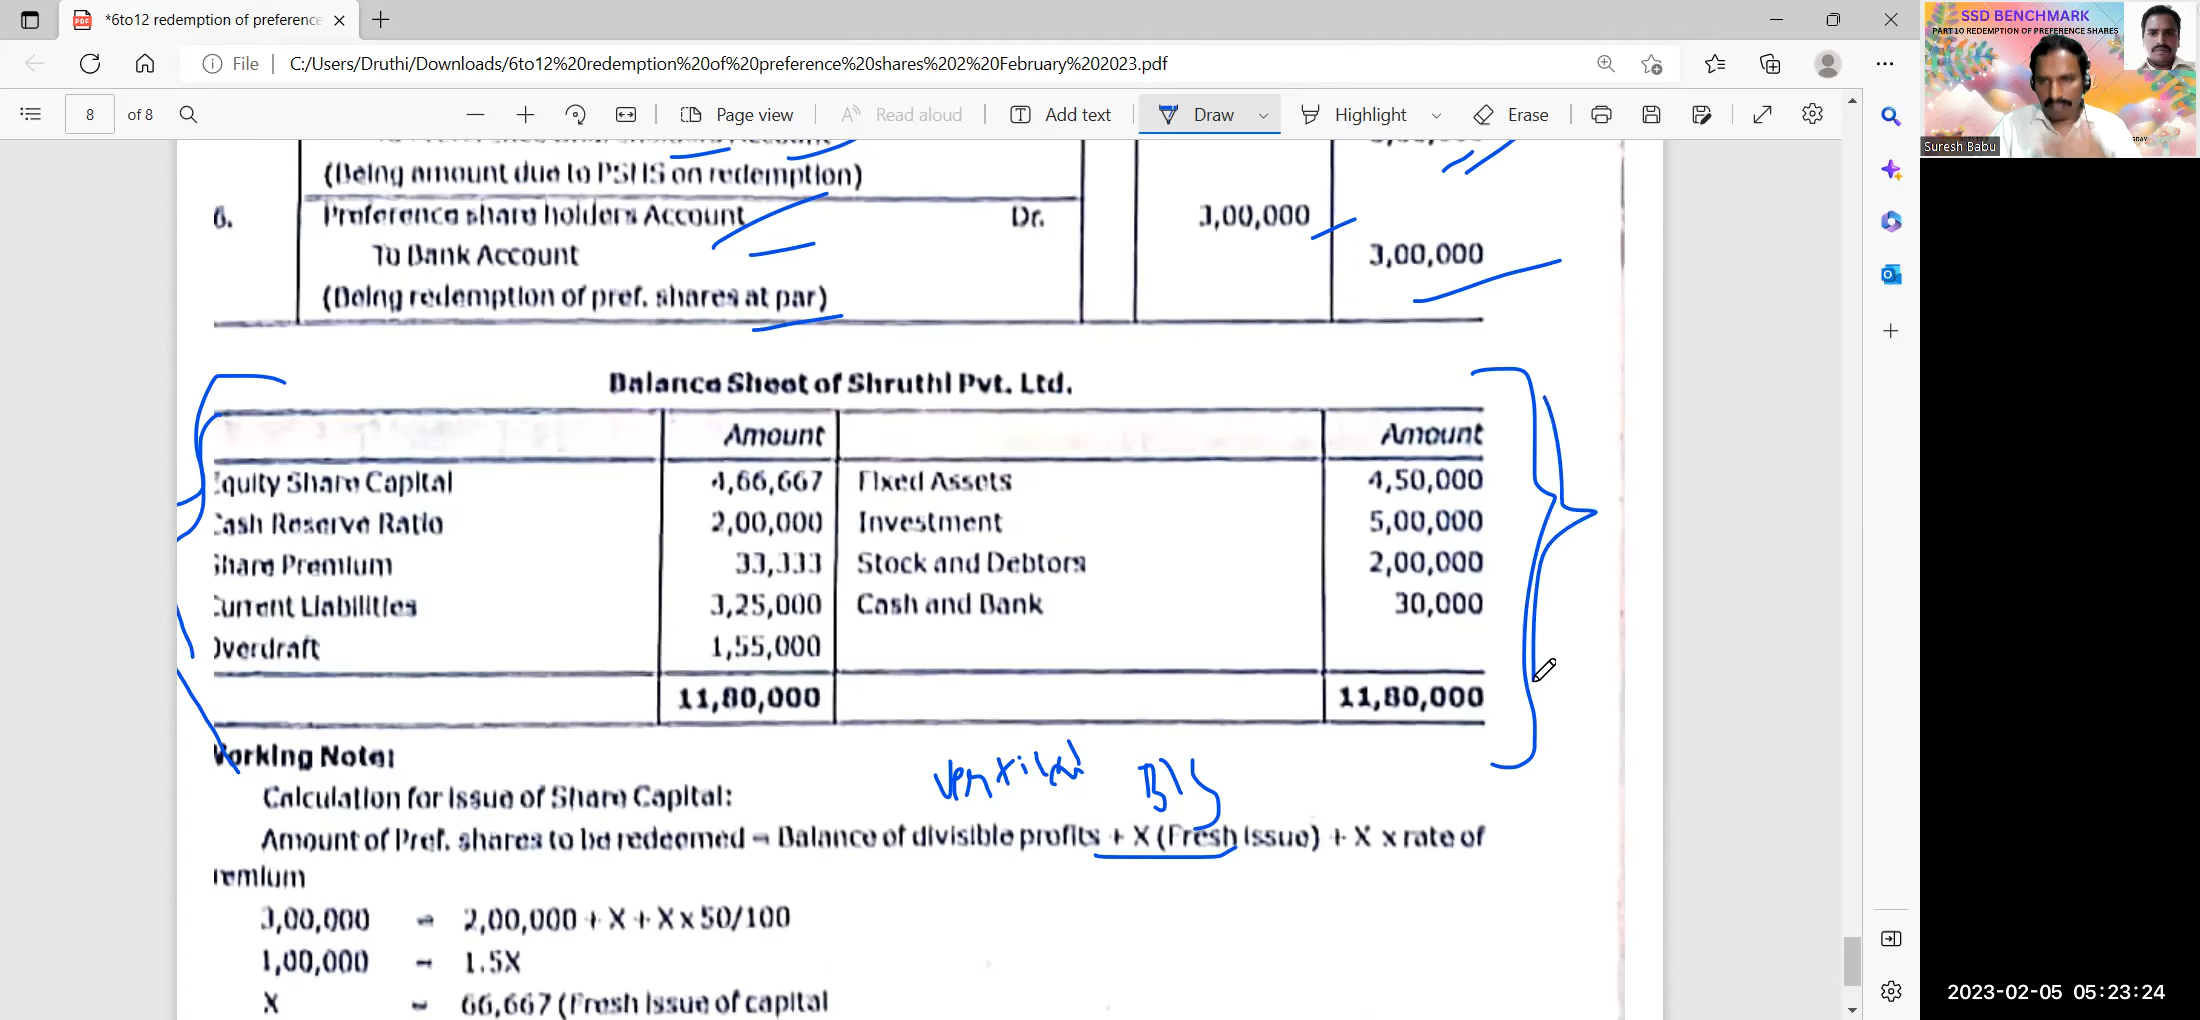 *6to12 redemption of preference
File
C:/Users/Druthi/Downloads/6to12%20redemption%20of%20preference%20shares%202%20February%202023.pdf
8 of 8
Page view
Read aloud
Add text
Draw
Highlight
Erase
SSD BENCHMARK
PART 10 REDEMPTION OF PREFERENCE SHARES
Suresh Babu
(Being amount due to PSHS on redemption)
6. Preference share holders Account Dr. 3,00,000
To Bank Account 3,00,000
(Being redemption of pref. shares at par)
Balance Sheet of Shruthi Pvt. Ltd.
Amount Amount
Equity Share Capital 4,66,667 Fixed Assets 4,50,000
Cash Reserve Ratio 2,00,000 Investment 5,00,000
Share Premium 33,333 Stock and Debtors 2,00,000
Current Liabilities 3,25,000 Cash and Bank 30,000
Overdraft 1,55,000
11,80,000 11,80,000
Working Note:
Vertical B/S
Calculation for issue of Share Capital:
Amount of Pref. shares to be redeemed = Balance of divisible profits + X (Fresh issue) + X x rate of
remium
3,00,000 = 2,00,000 + X + X x 50/100
1,00,000 = 1.5X
X = 66,667 (Fresh issue of capital
2023-02-05 05:23:24